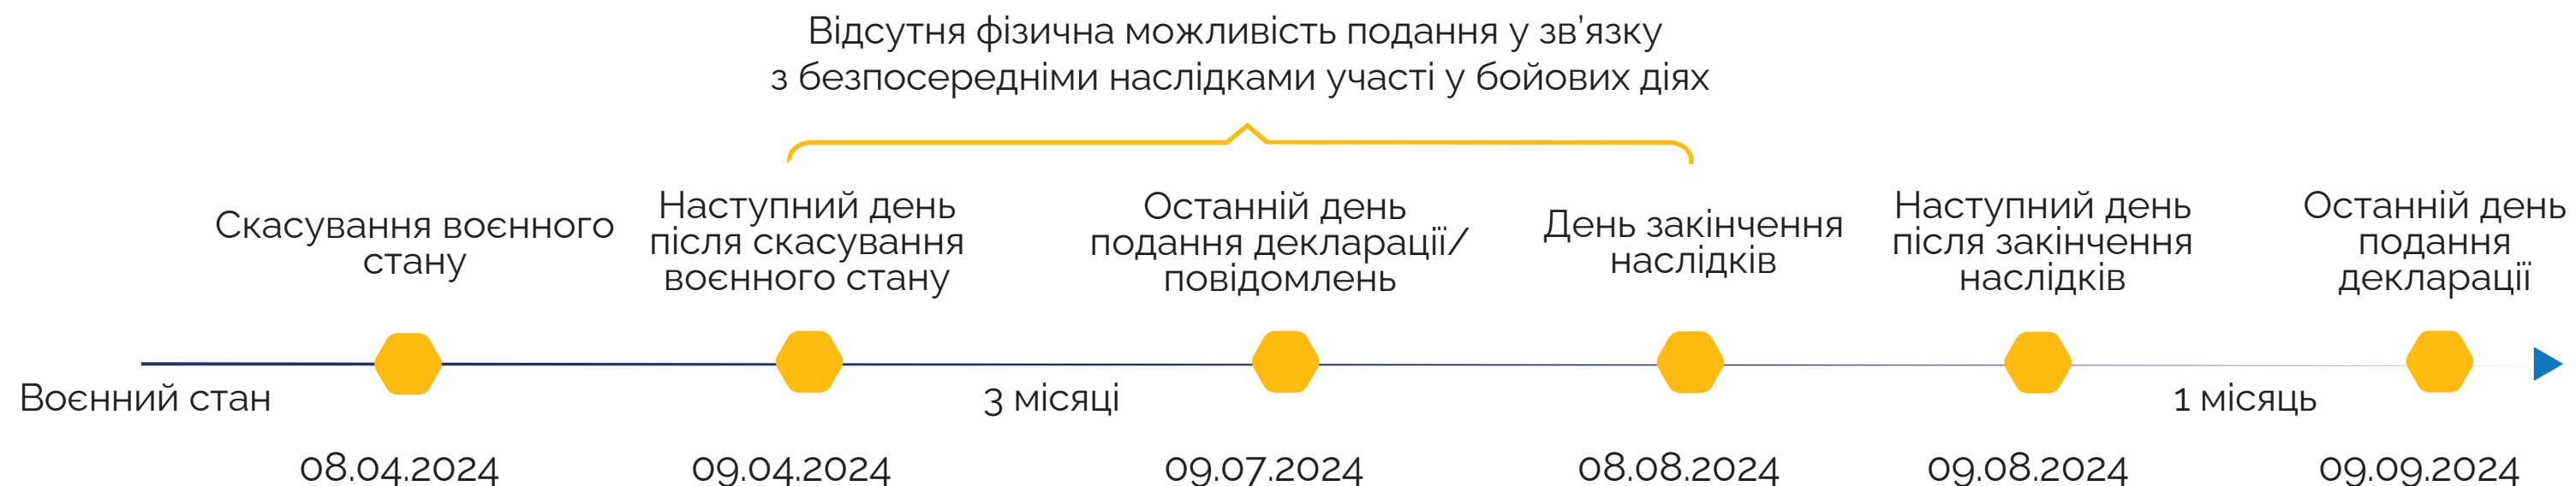 Відсутня фізична можливість подання у зв’язку
з безпосередніми наслідками участі у бойових діях
Скасування воєнного
стану
Наступний день
після скасування
воєнного стану
Останній день
подання декларації/
повідомлень
День закінчення
наслідків
Наступний день
після закінчення
наслідків
Останній день
подання
декларації
Воєнний стан
3 місяці
1 місяць
08.04.2024
09.04.2024
09.07.2024
08.08.2024
09.08.2024
09.09.2024